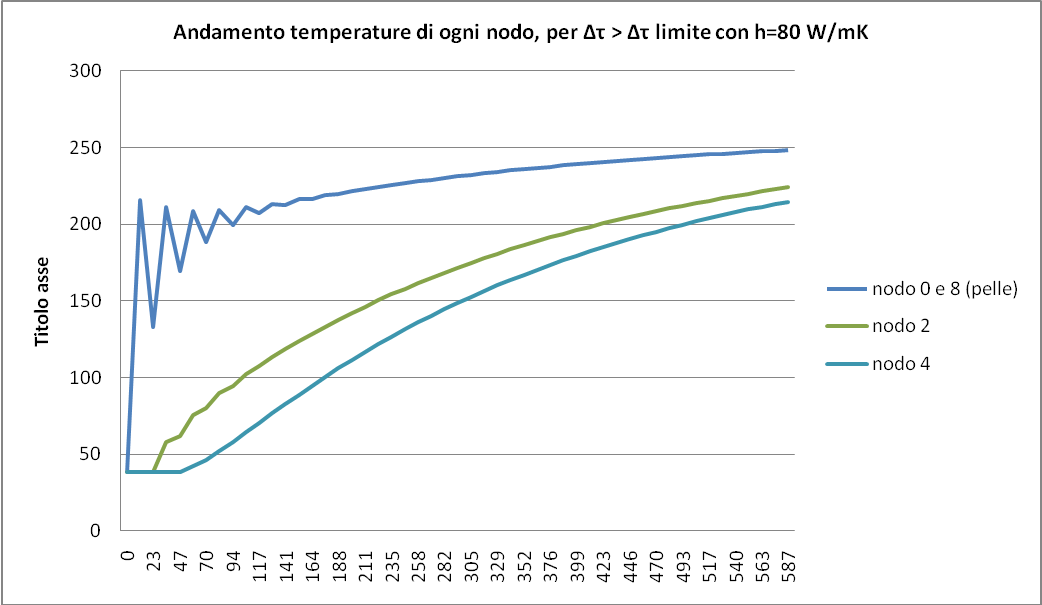 Andamento temperature di ogni nodo, per Δτ > Δτ limite con h=80 W/mK
300
250
200
150
100
50
0
Titolo asse
0 23 47 70 94 117 141 164 188 211 235 258 282 305 329 352 376 399 423 446 470 493 517 540 563 587
nodo 0 e 8 (pelle)
nodo 2
nodo 4